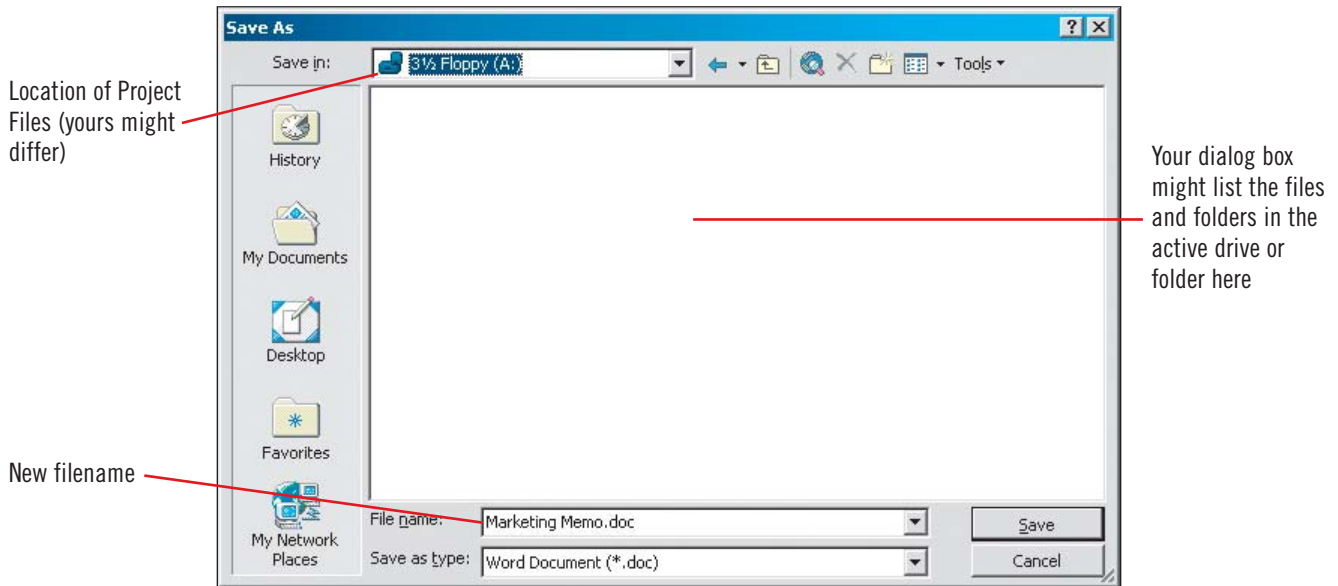 Save As
Save in:
3½ Floppy (A:)
Tools
Location of Project
Files (yours might
differ)
History
My Documents
Desktop
Favorites
My Network
Places
Your dialog box
might list the files
and folders in the
active drive or
folder here
New filename
File name:
Marketing Memo.doc
Save
Save as type:
Word Document (*.doc)
Cancel